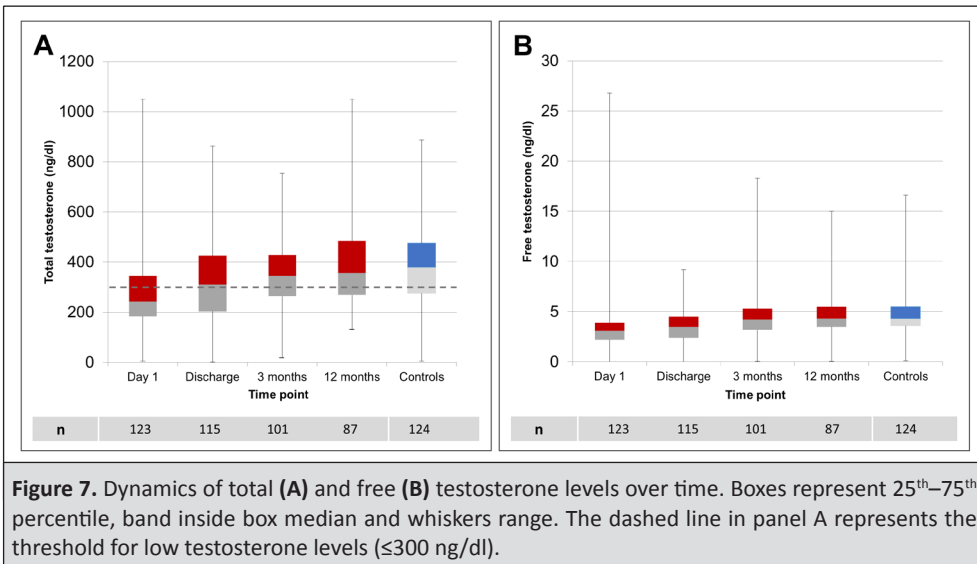 A
1200
1000
800
600
400
200
0
Total testosterone (ng/dl)
Day 1 Discharge 3 months 12 months Controls
Time point
n 123 115 101 87 124
B
30
25
20
15
10
5
0
Free testosterone (ng/dl)
Day 1 Discharge 3 months 12 months Controls
Time point
n 123 115 101 87 124
Figure 7. Dynamics of total (A) and free (B) testosterone levels over time. Boxes represent 25th–75th
percentile, band inside box median and whiskers range. The dashed line in panel A represents the
threshold for low testosterone levels (≤300 ng/dl).